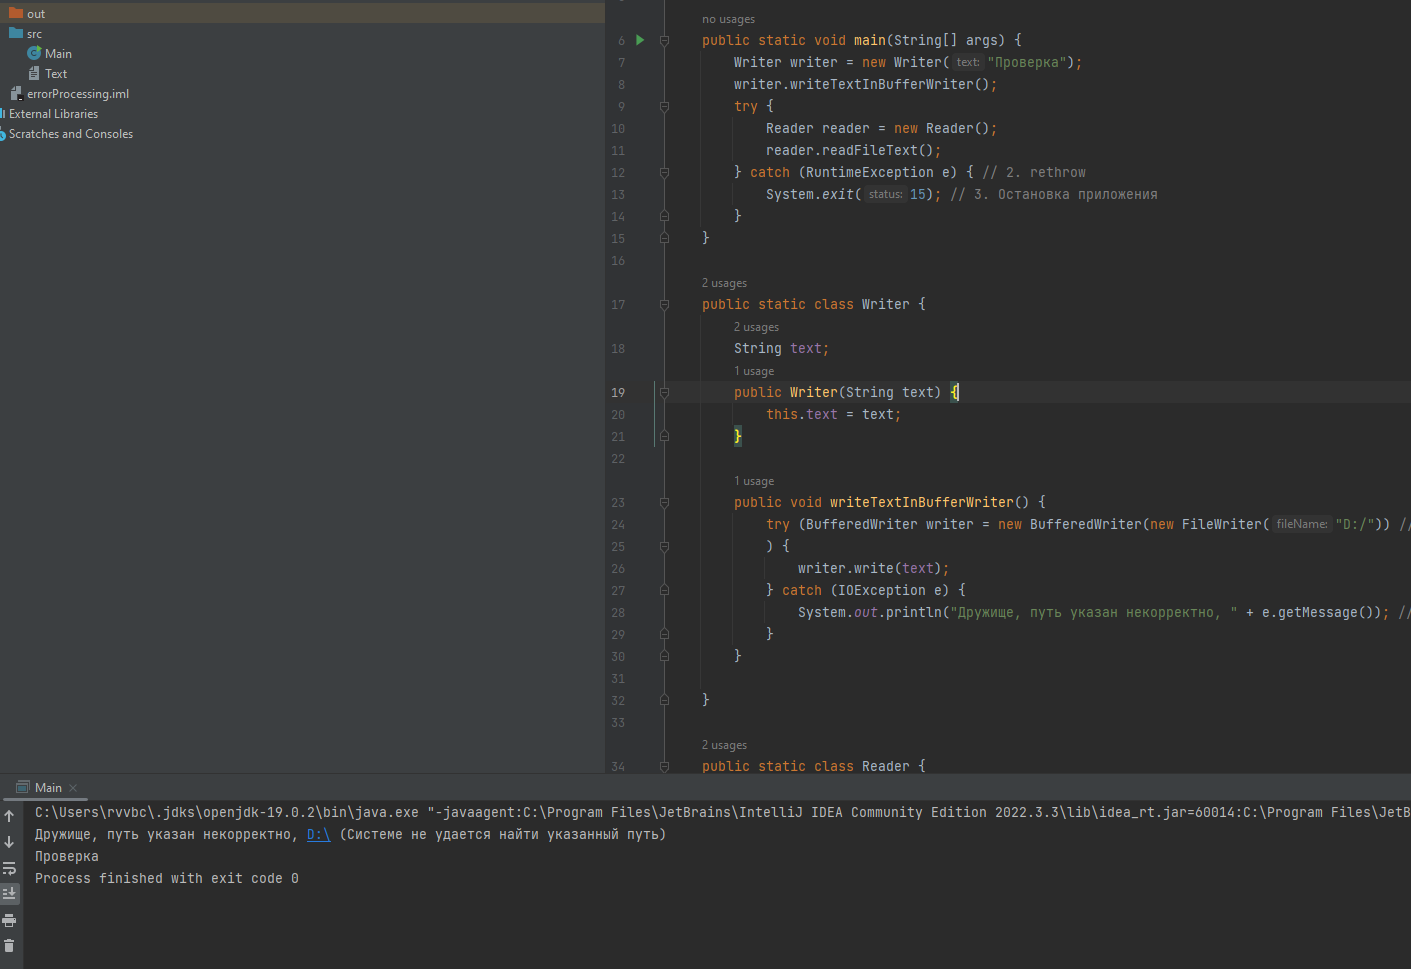 out
src
Main
Text
errorProcessing.iml
External Libraries
Scratches and Consoles
no usages
6 public static void main(String[] args) {
7 Writer writer = new Writer( text: "Проверка");
8 writer.writeTextInBufferWriter();
9 try {
10 Reader reader = new Reader();
11 reader.readFileText();
12 } catch (RuntimeException e) { // 2. rethrow
13 System.exit( status: 15); // 3. Остановка приложения
14 }
15 }
16
2 usages
17 public static class Writer {
2 usages
18 String text;
1 usage
19 public Writer(String text) {
20 this.text = text;
21 }
22
1 usage
23 public void writeTextInBufferWriter() {
24 try (BufferedWriter writer = new BufferedWriter(new FileWriter( fileName: "D:/")) //
25 ) {
26 writer.write(text);
27 } catch (IOException e) {
28 System.out.println("Дружище, путь указан некорректно, " + e.getMessage()); //
29 }
30 }
31
32 }
33
2 usages
34 public static class Reader {
Main
C:\Users\rvvbc\.jdks\openjdk-19.0.2\bin\java.exe "-javaagent:C:\Program Files\JetBrains\IntelliJ IDEA Community Edition 2022.3.3\lib\idea_rt.jar=60014:C:\Program Files\JetB
Дружище, путь указан некорректно, D:\ (Системе не удается найти указанный путь)
Проверка
Process finished with exit code 0